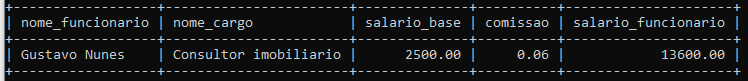 +------------------+-----------------------+--------------+----------+---------------------+
| nome_funcionario | nome_cargo            | salario_base | comissao | salario_funcionario |
+------------------+-----------------------+--------------+----------+---------------------+
| Gustavo Nunes    | Consultor imobiliario |      2500.00 |     0.06 |            13600.00 |
+------------------+-----------------------+--------------+----------+---------------------+